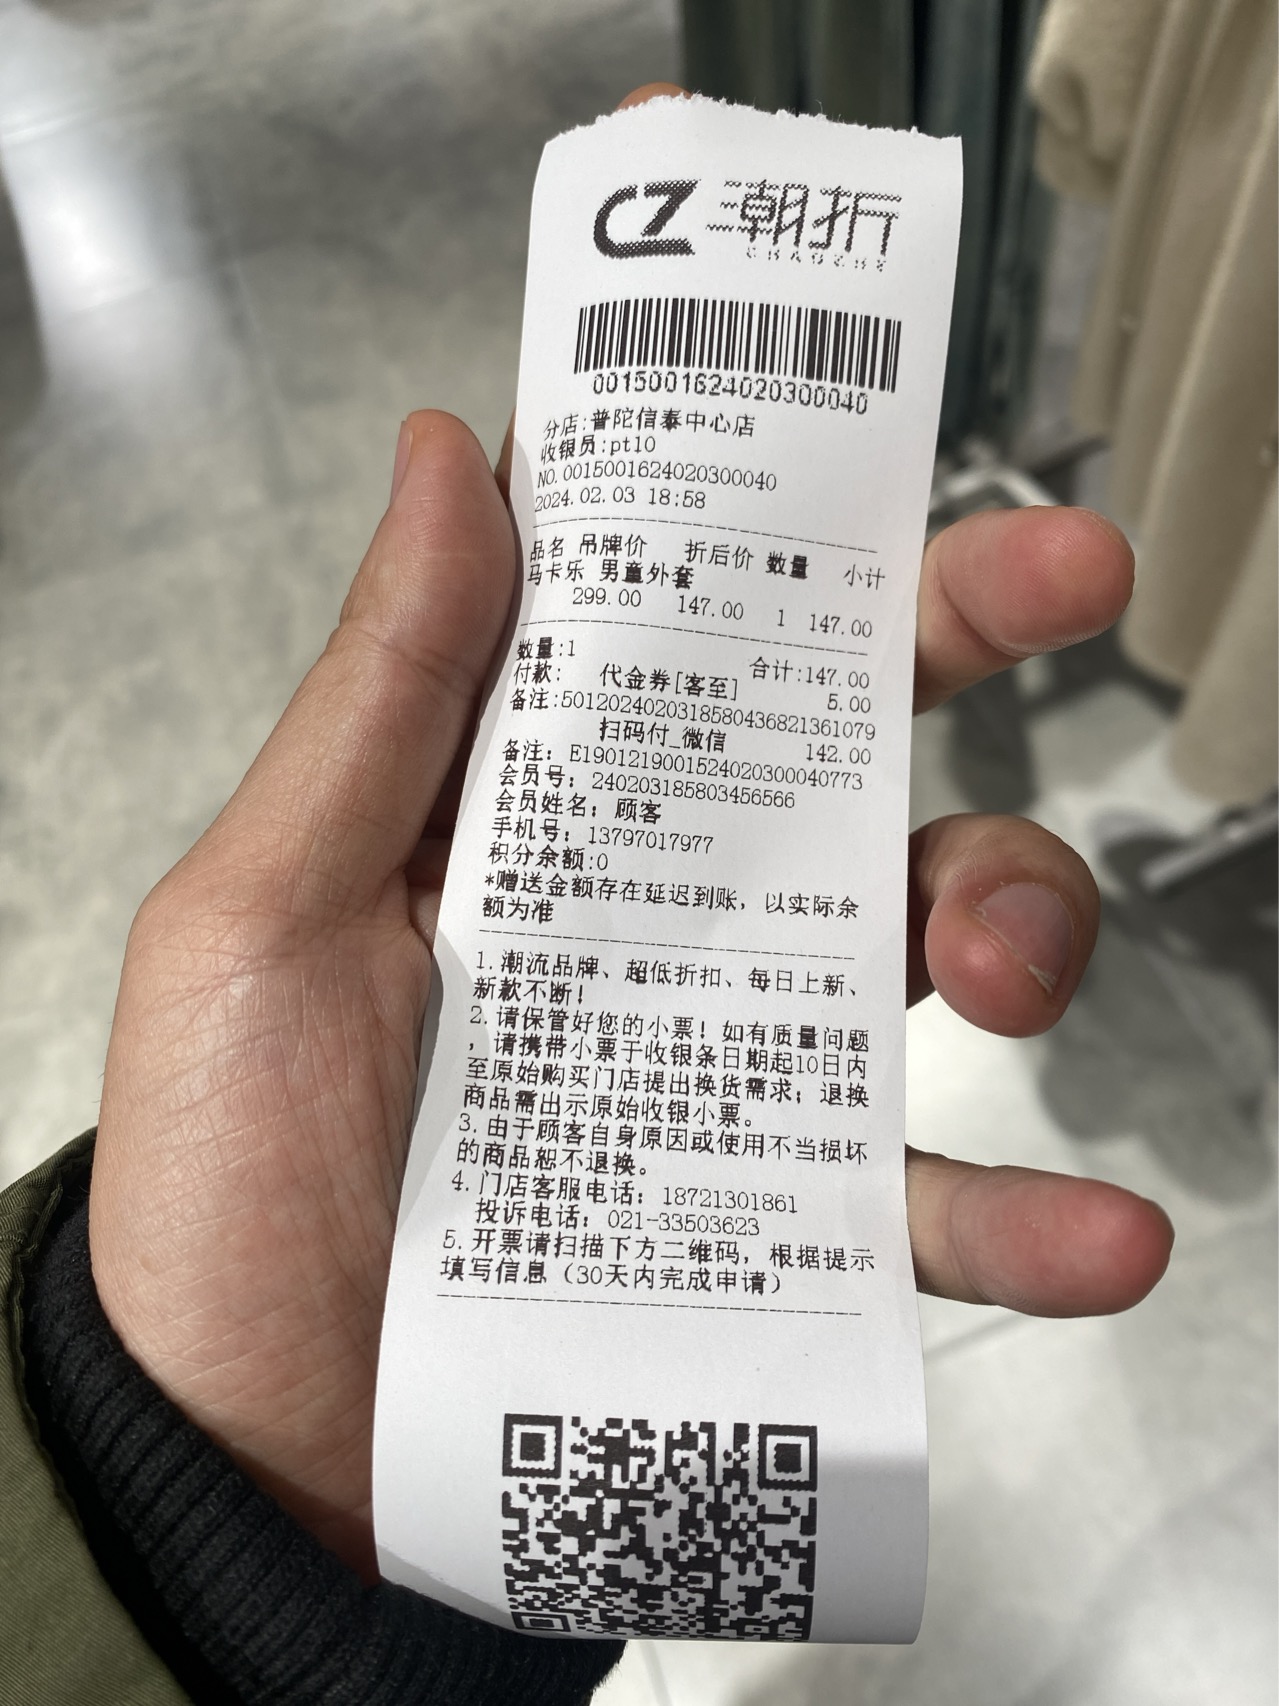 CZ 潮折
CHAOZHE
0015001624020300040
分店:普陀信泰中心店
收银员:pt10
NO.0015001624020300040
2024.02.03 18:58
品名 吊牌价 折后价 数量 小计
马卡乐 男童外套
299.00 147.00 1 147.00
数量:1 合计:147.00
付款: 代金券[客至] 5.00
备注:5012024020318580436821361079
扫码付_微信 142.00
备注: E19012190015240203000407​73
会员号: 240203185803456566
会员姓名: 顾客
手机号: 13797017977
积分余额:0
*赠送金额存在延迟到账, 以实际余
额为准
1.潮流品牌、超低折扣、每日上新、
新款不断!
2.请保管好您的小票! 如有质量问题
, 请携带小票于收银条日期起10日内
至原始购买门店提出换货需求; 退换
商品需出示原始收银小票。
3.由于顾客自身原因或使用不当损坏
的商品恕不退换。
4.门店客服电话: 18721301861
投诉电话: 021-33503623
5.开票请扫描下方二维码, 根据提示
填写信息 (30天内完成申请)